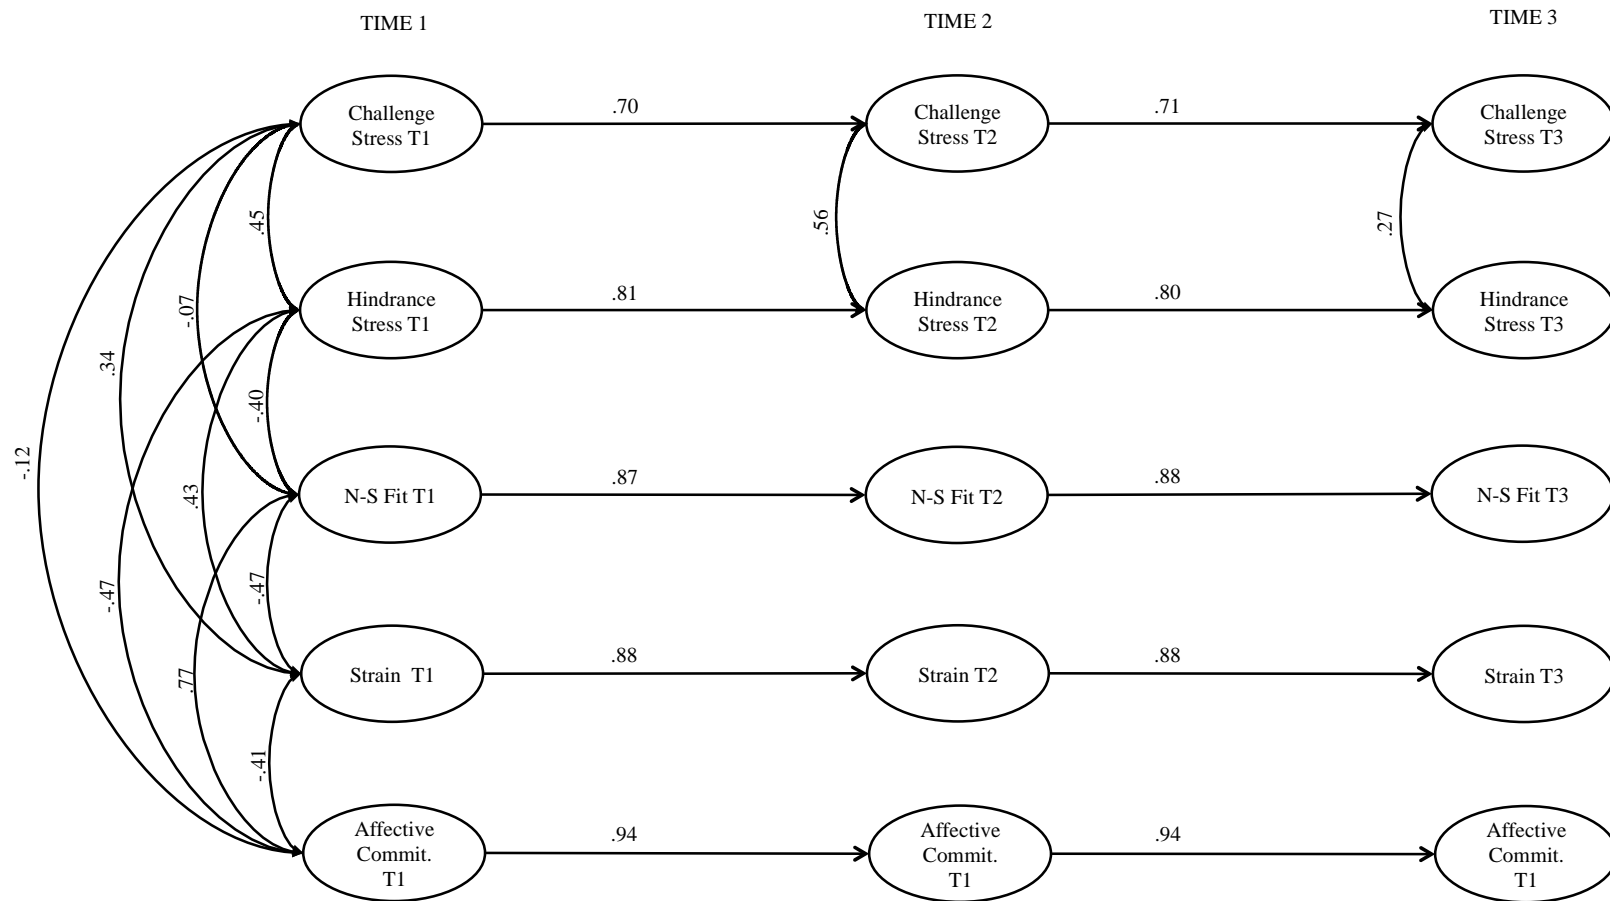 TIME 1
TIME 2
TIME 3
Challenge
Stress T1
.70
Challenge
Stress T2
.71
Challenge
Stress T3
.45
.56
.27
Hindrance
Stress T1
.81
Hindrance
Stress T2
.80
Hindrance
Stress T3
-.07
.34
-.40
-.12
N-S Fit T1
.87
N-S Fit T2
.88
N-S Fit T3
.43
-.47
-.47
Strain T1
.88
Strain T2
.88
Strain T3
.77
-.41
Affective
Commit.
T1
.94
Affective
Commit.
T1
.94
Affective
Commit.
T1